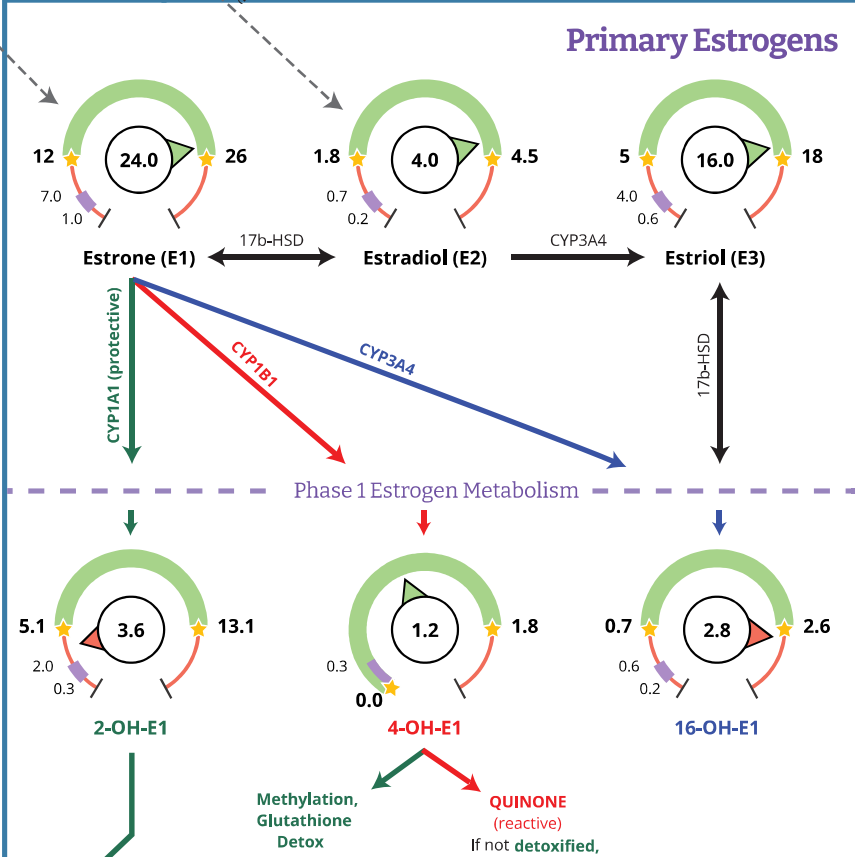 Primary Estrogens
12
24.0
26
7.0
1.0
Estrone (E1)
17b-HSD
1.8
4.0
4.5
0.7
0.2
Estradiol (E2)
CYP3A4
5
16.0
18
4.0
0.6
Estriol (E3)
CYP1A1 (protective)
CYP1B1
CYP3A4
17b-HSD
Phase 1 Estrogen Metabolism
5.1
3.6
13.1
2.0
0.3
2-OH-E1
1.2
1.8
0.3
0.0
4-OH-E1
0.7
2.8
2.6
0.6
0.2
16-OH-E1
Methylation,
Glutathione
Detox
QUINONE
(reactive)
If not detoxified,